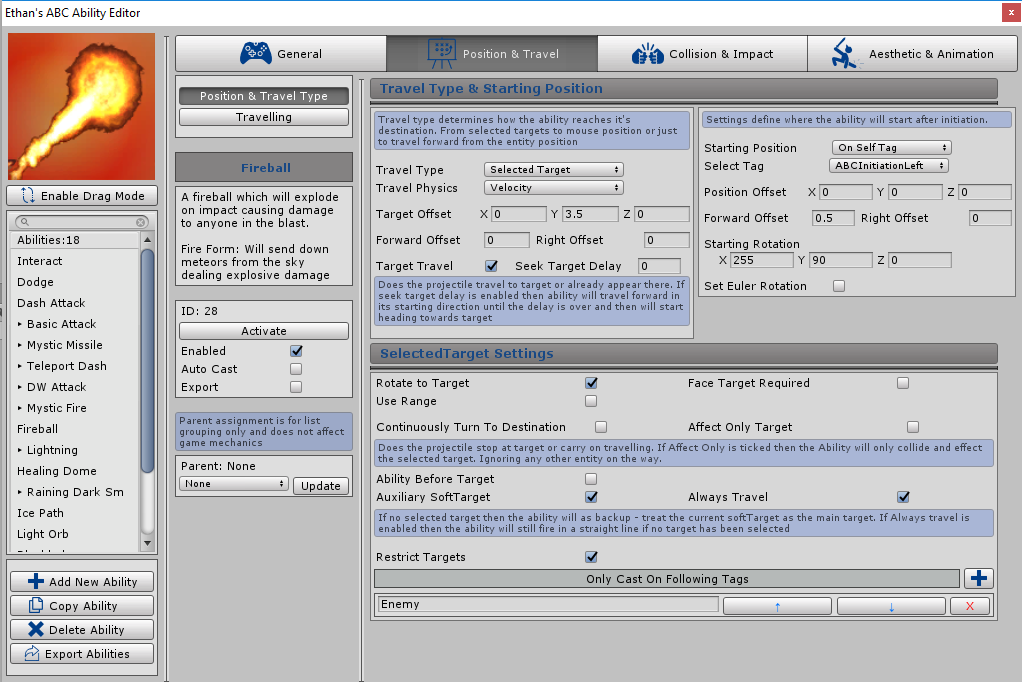 Ethan's ABC Ability Editor
x
General
Position & Travel
Collision & Impact
Aesthetic & Animation
Enable Drag Mode
Abilities:18
Interact
Dodge
Dash Attack
▸ Basic Attack
▸ Mystic Missile
▸ Teleport Dash
▸ DW Attack
▸ Mystic Fire
Fireball
▸ Lightning
Healing Dome
▸ Raining Dark Sm
Ice Path
Light Orb
Add New Ability
Copy Ability
Delete Ability
Export Abilities
Position & Travel Type
Travelling
Fireball
A fireball which will explode
on impact causing damage
to anyone in the blast.
Fire Form: Will send down
meteors from the sky
dealing explosive damage
ID: 28
Activate
Enabled
Auto Cast
Export
Parent assignment is for list
grouping only and does not affect
game mechanics
Parent: None
None
Update
Travel Type & Starting Position
Travel type determines how the ability reaches it's
destination. From selected targets to mouse position or just
to travel forward from the entity position
Travel Type Selected Target
Travel Physics Velocity
Target Offset X 0 Y 3.5 Z 0
Forward Offset 0 Right Offset 0
Target Travel Seek Target Delay 0
Does the projectile travel to target or already appear there. If
seek target delay is enabled then ability will travel forward in
its starting direction until the delay is over and then will start
heading towards target
Settings define where the ability will start after initiation.
Starting Position On Self Tag
Select Tag ABCInitiationLeft
Position Offset X 0 Y 0 Z 0
Forward Offset 0.5 Right Offset 0
Starting Rotation
X 255 Y 90 Z 0
Set Euler Rotation
SelectedTarget Settings
Rotate to Target Face Target Required
Use Range
Continuously Turn To Destination Affect Only Target
Does the projectile stop at target or carry on travelling. If Affect Only is ticked then the Ability will only collide and effect
the selected target. Ignoring any other entity on the way.
Ability Before Target
Auxiliary SoftTarget Always Travel
If no selected target then the ability will as backup - treat the current softTarget as the main target. If Always travel is
enabled then the ability will still fire in a straight line if no target has been selected
Restrict Targets
Only Cast On Following Tags
Enemy ↑ ↓ X